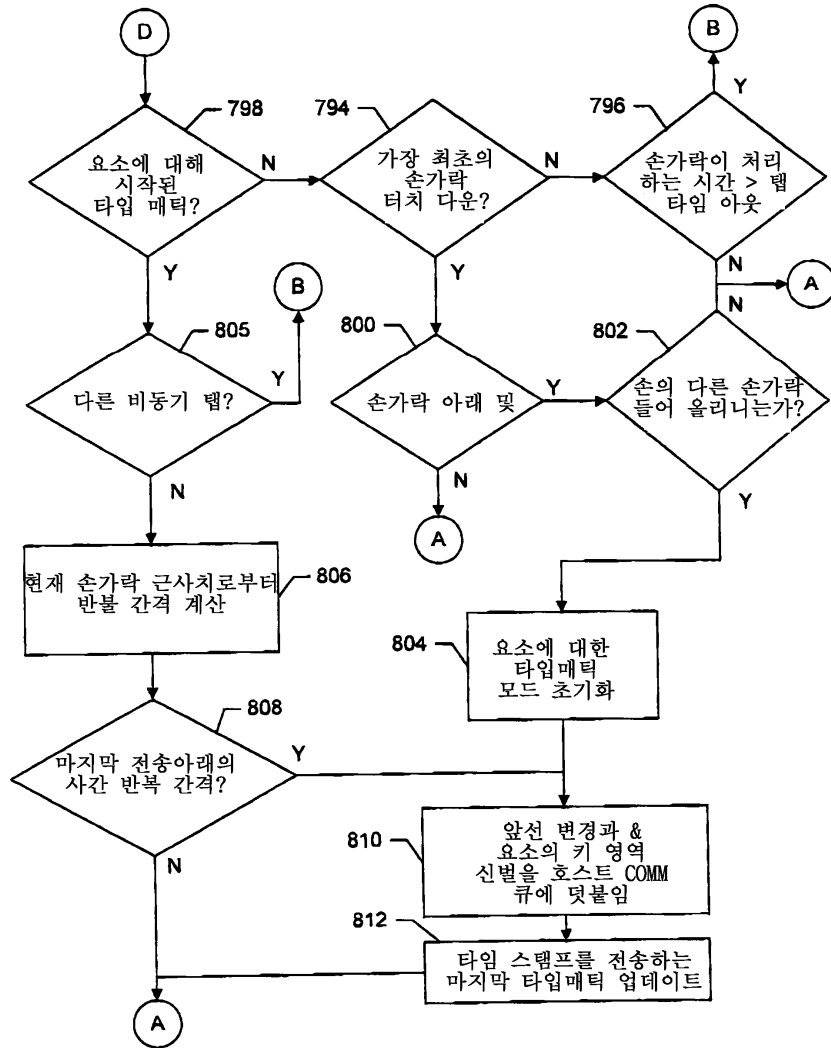 D
798
요소에 대해
시작된
타입 매틱?
N
Y
794
가장 최초의
손가락
터치 다운?
N
Y
B
Y
796
손가락이 처리
하는 시간 > 탭
타임 아웃
N
A
B
805
다른 비동기 탭?
Y
N
800
손가락 아래 및
Y
N
A
N
802
손의 다른 손가락
들어 올리니는가?
Y
현재 손가락 근사치로부터
반불 간격 계산
806
804
요소에 대한
타입매틱
모드 초기화
808
마지막 전송아래의
사간 반복 간격?
Y
N
810
앞선 변경과 &
요소의 키 영역
신벌을 호스트 COMM
큐에 덧붙임
812
타임 스탬프를 전송하는
마지막 타입매틱 업데이트
A